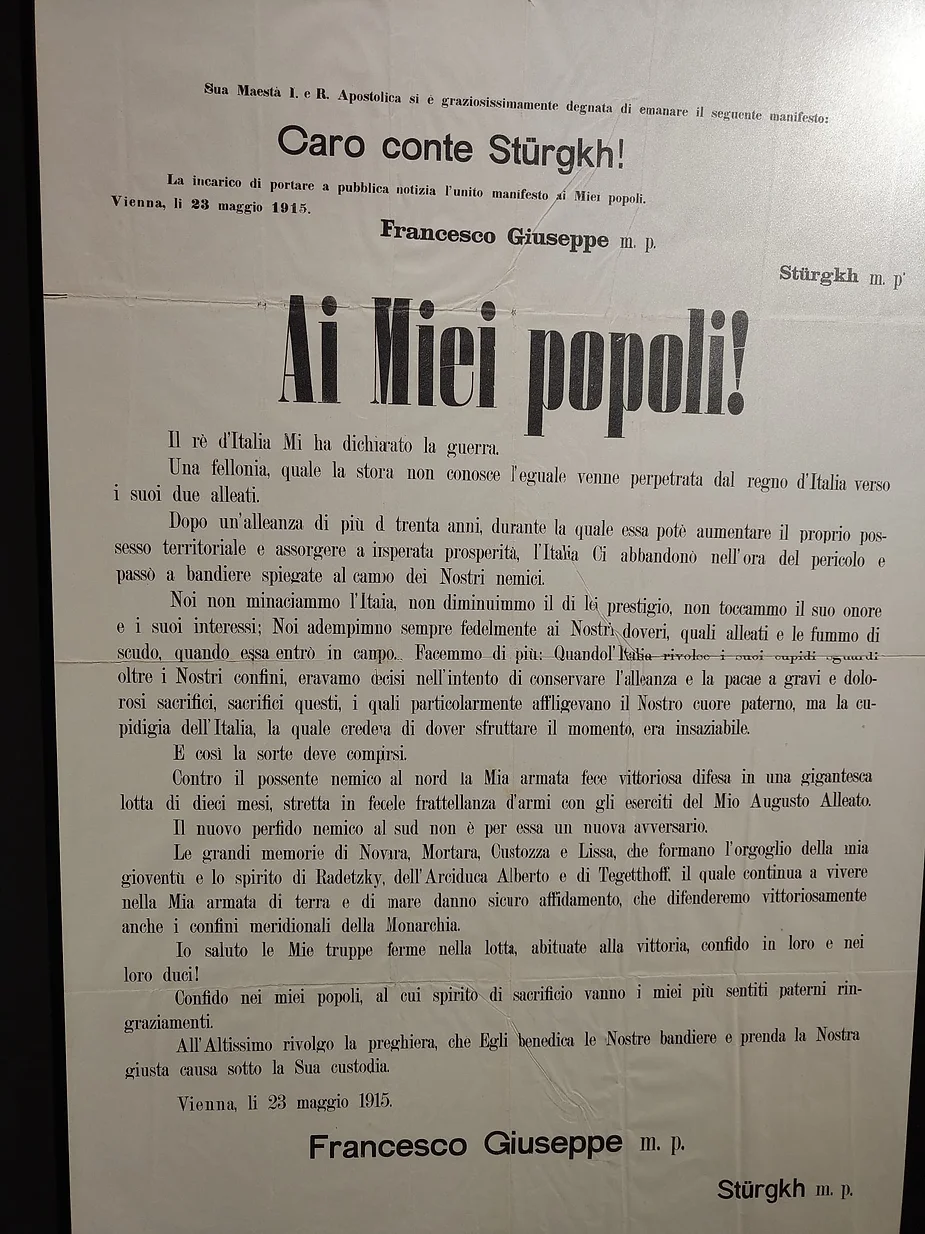 Sua Maestà I. e R. Apostolica si è graziosissimamente degnata di emanare il seguente manifesto:
Caro conte Stürgkh!
La incarico di portare a pubblica notizia l'unito manifesto ai Miei popoli.
Vienna, li 23 maggio 1915.
Francesco Giuseppe m. p.
Stürgkh m. p.
Ai Miei popoli!
Il rè d'Italia Mi ha dichiarato la guerra.
Una fellonia, quale la stora non conosce l'eguale venne perpetrata dal regno d'Italia verso
i suoi due alleati.
Dopo un'alleanza di più d trenta anni, durante la quale essa potè aumentare il proprio pos-
sesso territoriale e assorgere a insperata prosperità, l'Italia Ci abbandonò nell'ora del pericolo e
passò a bandiere spiegate al campo dei Nostri nemici.
Noi non minaciammo l'Itaia, non diminuimmo il di lei prestigio, non toccammo il suo onore
e i suoi interessi; Noi adempimno sempre fedelmente ai Nostri doveri, quali alleati e le fummo di
scudo, quando essa entrò in campo. Facemmo di più: Quando l'Italia rivolse i suoi cupidi sguardi
oltre i Nostri confini, eravamo decisi nell'intento di conservare l'alleanza e la pacae a gravi e dolo-
rosi sacrifici, sacrifici questi, i quali particolarmente affligevano il Nostro cuore paterno, ma la cu-
pidigia dell'Italia, la quale credeva di dover sfruttare il momento, era insaziabile.
E così la sorte deve compirsi.
Contro il possente nemico al nord la Mia armata fece vittoriosa difesa in una gigantesca
lotta di dieci mesi, stretta in fecele frattellanza d'armi con gli eserciti del Mio Augusto Alleato.
Il nuovo perfido nemico al sud non è per essa un nuova avversario.
Le grandi memorie di Novara, Mortara, Custozza e Lissa, che formano l'orgoglio della mia
gioventù e lo spirito di Radetzky, dell'Arciduca Alberto e di Tegetthoff, il quale continua a vivere
nella Mia armata di terra e di mare danno sicuro affidamento, che difenderemo vittoriosamente
anche i confini meridionali della Monarchia.
Io saluto le Mie truppe ferme nella lotta, abituate alla vittoria, confido in loro e nei
loro duci!
Confido nei miei popoli, al cui spirito di sacrificio vanno i miei più sentiti paterni rin-
graziamenti.
All'Altissimo rivolgo la preghiera, che Egli benedica le Nostre bandiere e prenda la Nostra
giusta causa sotto la Sua custodia.
Vienna, li 23 maggio 1915.
Francesco Giuseppe m. p.
Stürgkh m. p.